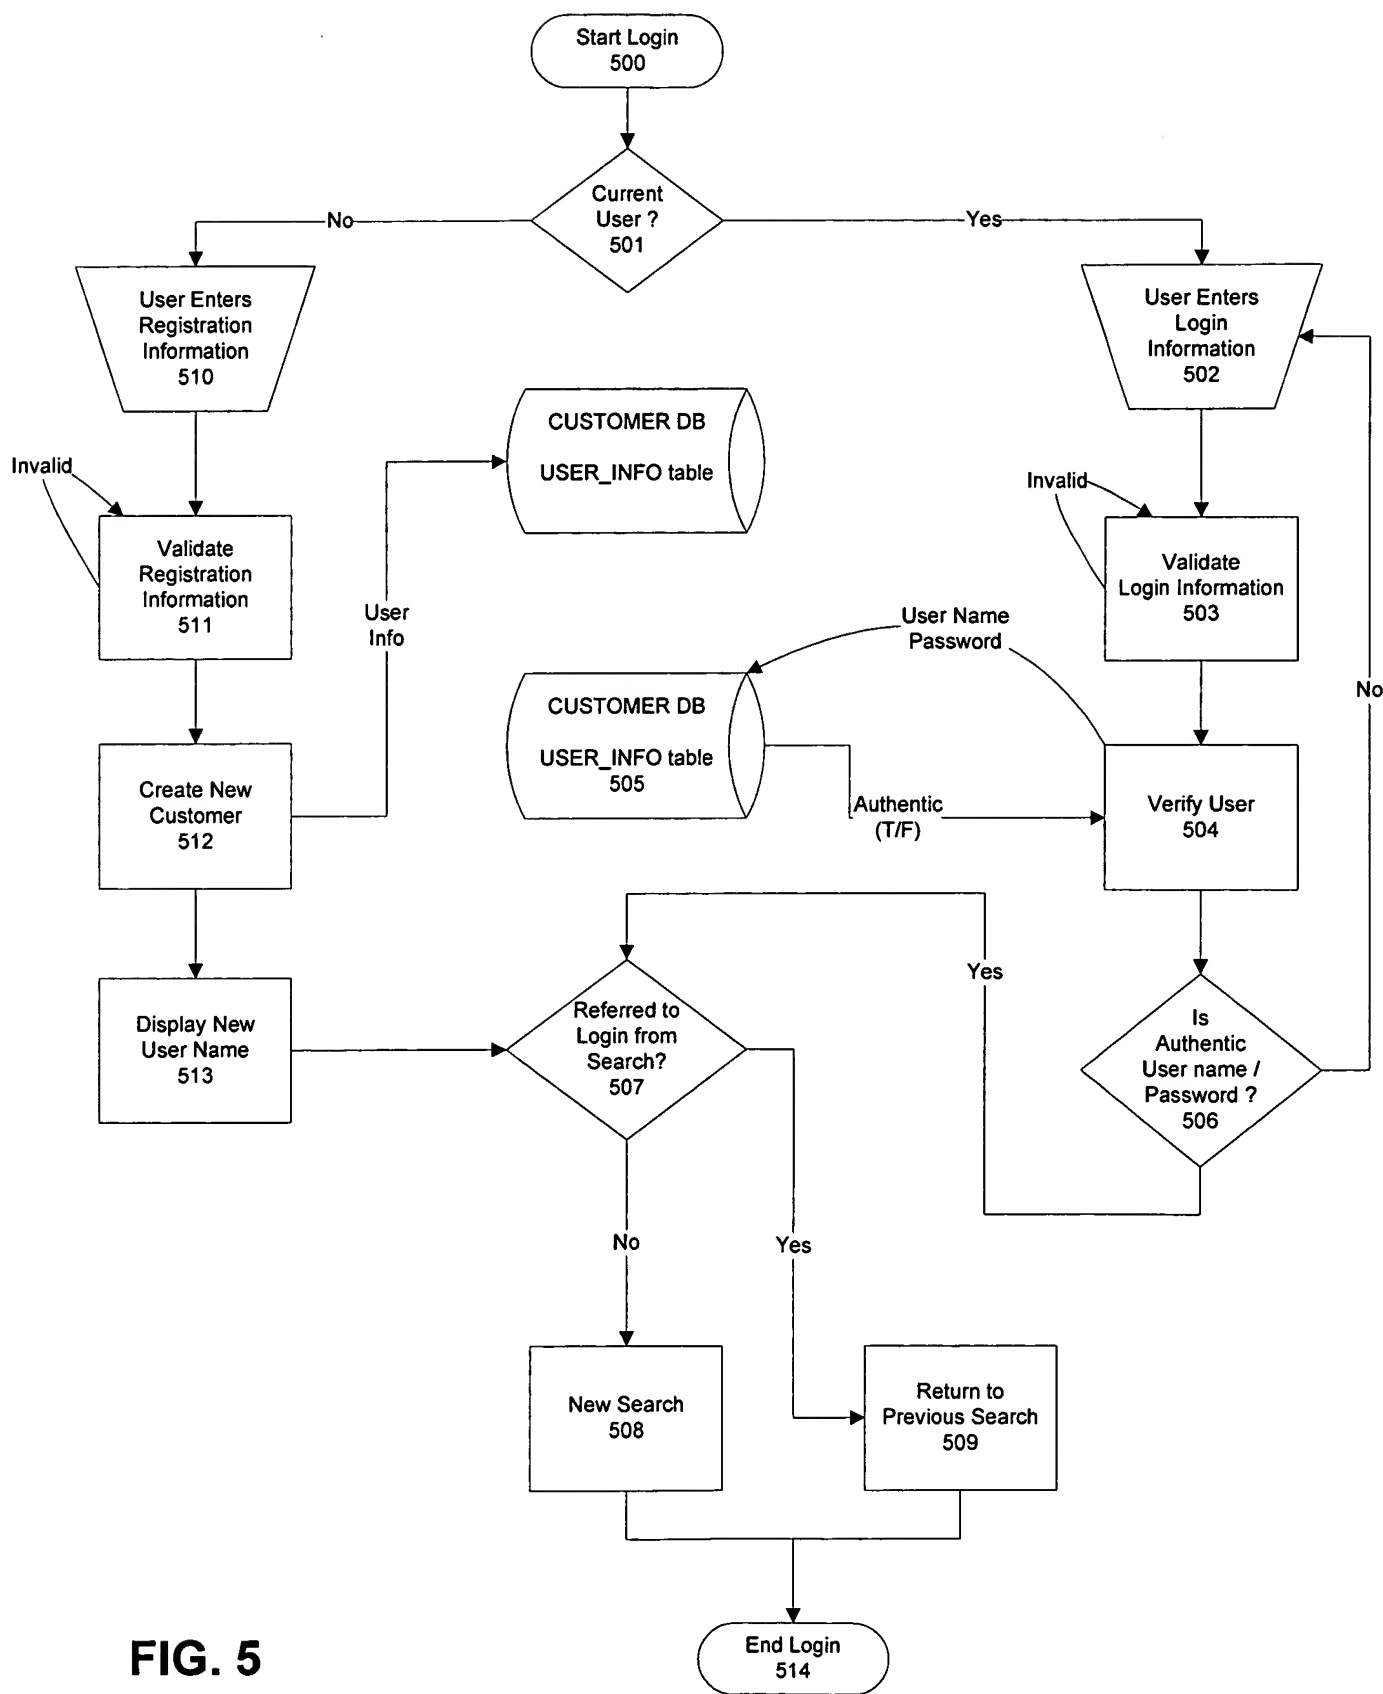 Start Login
500
Current
User ?
501
No
Yes
User Enters
Registration
Information
510
User Enters
Login
Information
502
CUSTOMER DB
USER_INFO table
Invalid
Invalid
Validate
Registration
Information
511
Validate
Login Information
503
User
Info
User Name
Password
No
CUSTOMER DB
USER_INFO table
505
Create New
Customer
512
Authentic
(T/F)
Verify User
504
Yes
Display New
User Name
513
Referred to
Login from
Search?
507
Is
Authentic
User name /
Password ?
506
No
Yes
New Search
508
Return to
Previous Search
509
End Login
514
FIG. 5